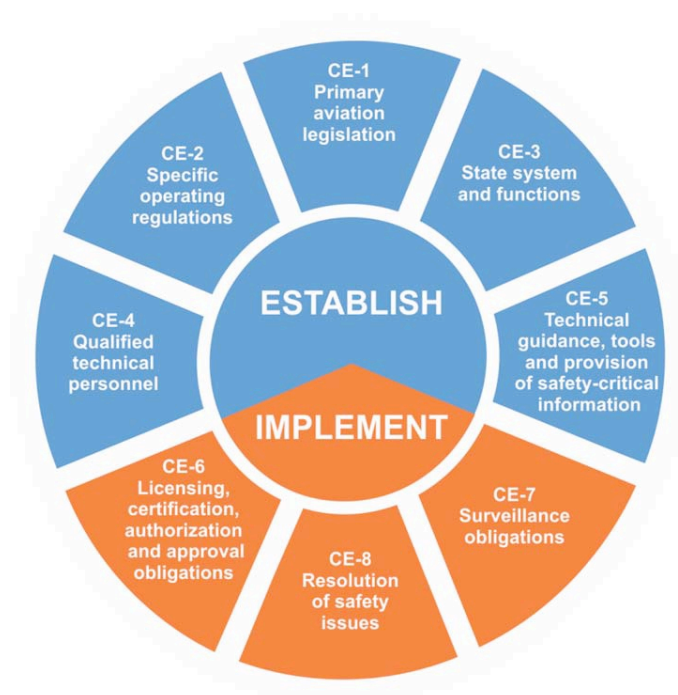 CE-1
Primary
aviation
legislation
CE-2
Specific
operating
regulations
CE-3
State system
and functions
CE-4
Qualified
technical
personnel
ESTABLISH
CE-5
Technical
guidance, tools
and provision
of safety-critical
information
IMPLEMENT
CE-6
Licensing,
certification,
authorization
and approval
obligations
CE-8
Resolution
of safety
issues
CE-7
Surveillance
obligations